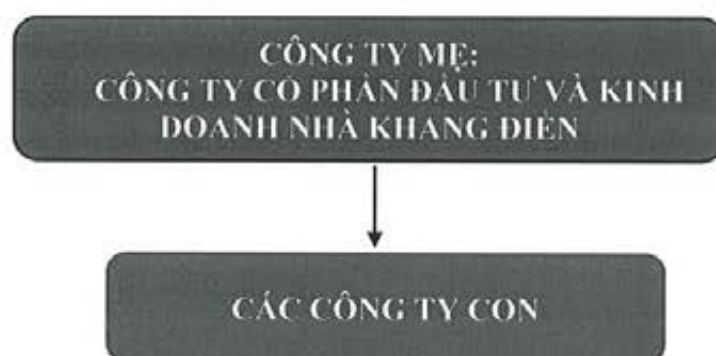 CÔNG TY MẸ:
CÔNG TY CỔ PHẦN ĐẦU TƯ VÀ KINH
DOANH NHÀ KHANG ĐIỀN
CÁC CÔNG TY CON